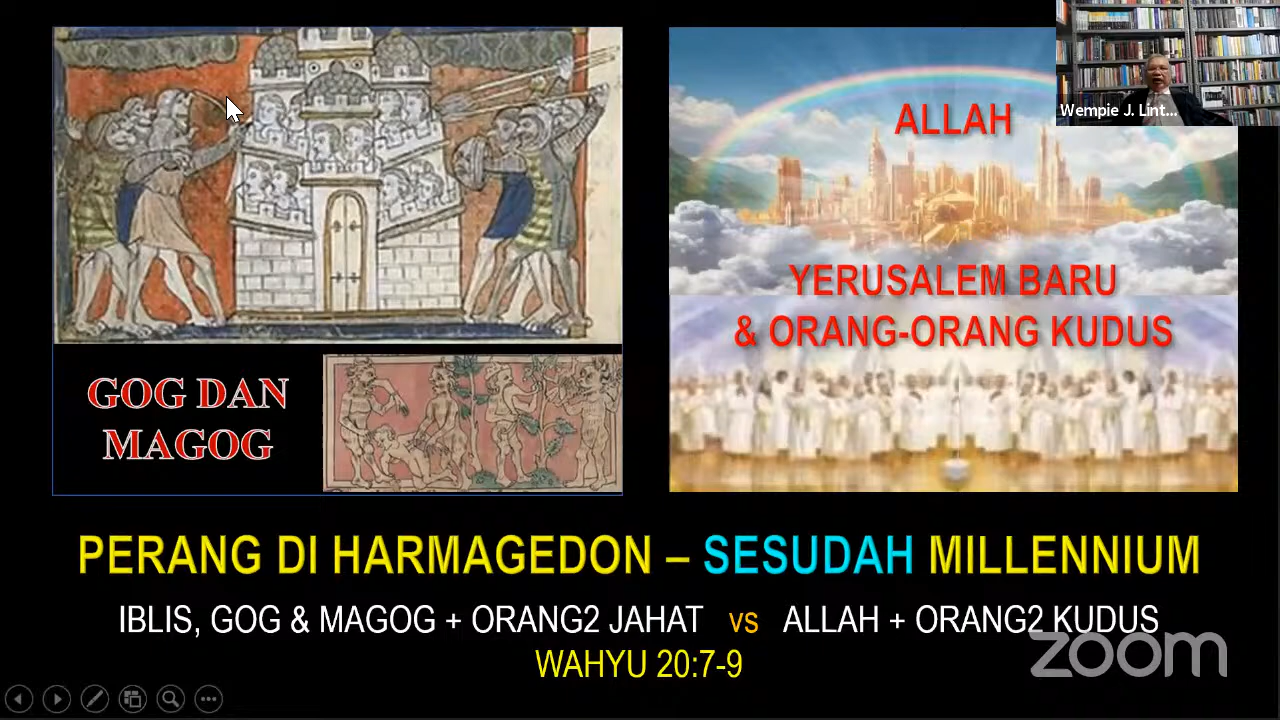 ALLAH
Wempie J. Lint...
YERUSALEM BARU
& ORANG-ORANG KUDUS
GOG DAN
MAGOG
PERANG DI HARMAGEDON – SESUDAH MILLENNIUM
IBLIS, GOG & MAGOG + ORANG2 JAHAT vs ALLAH + ORANG2 KUDUS
WAHYU 20:7-9
zoom